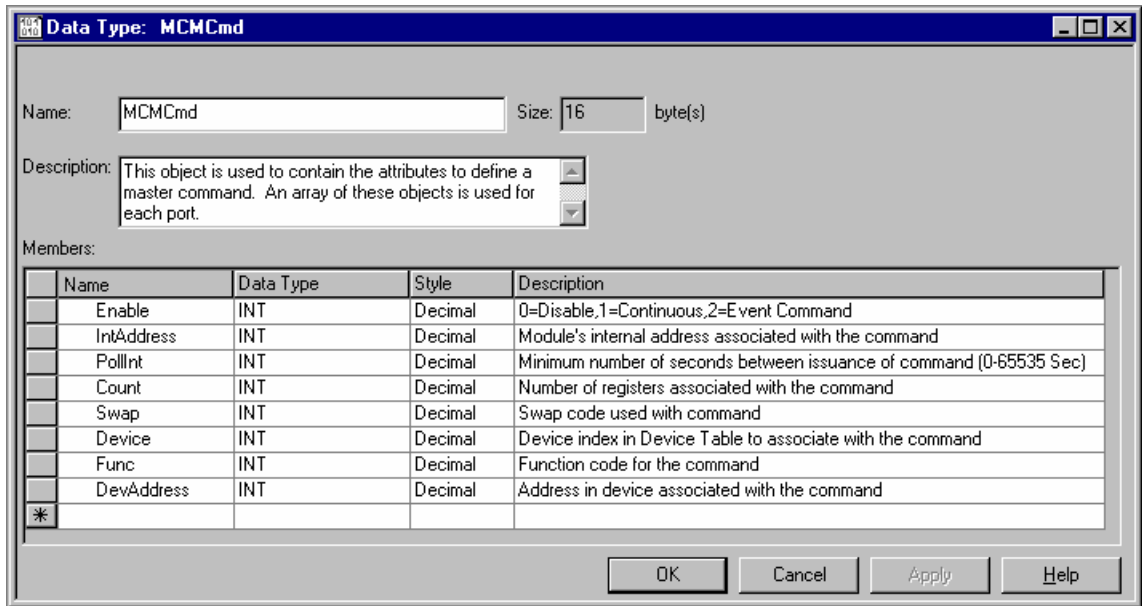 Data Type: MCMCmd
Name: MCMCmd Size: 16 byte(s)
Description: This object is used to contain the attributes to define a
master command. An array of these objects is used for
each port.
Members:
Name Data Type Style Description
Enable INT Decimal 0=Disable,1=Continuous,2=Event Command
IntAddress INT Decimal Module's internal address associated with the command
PollInt INT Decimal Minimum number of seconds between issuance of command (0-65535 Sec)
Count INT Decimal Number of registers associated with the command
Swap INT Decimal Swap code used with command
Device INT Decimal Device index in Device Table to associate with the command
Func INT Decimal Function code for the command
DevAddress INT Decimal Address in device associated with the command
OK Cancel Apply Help